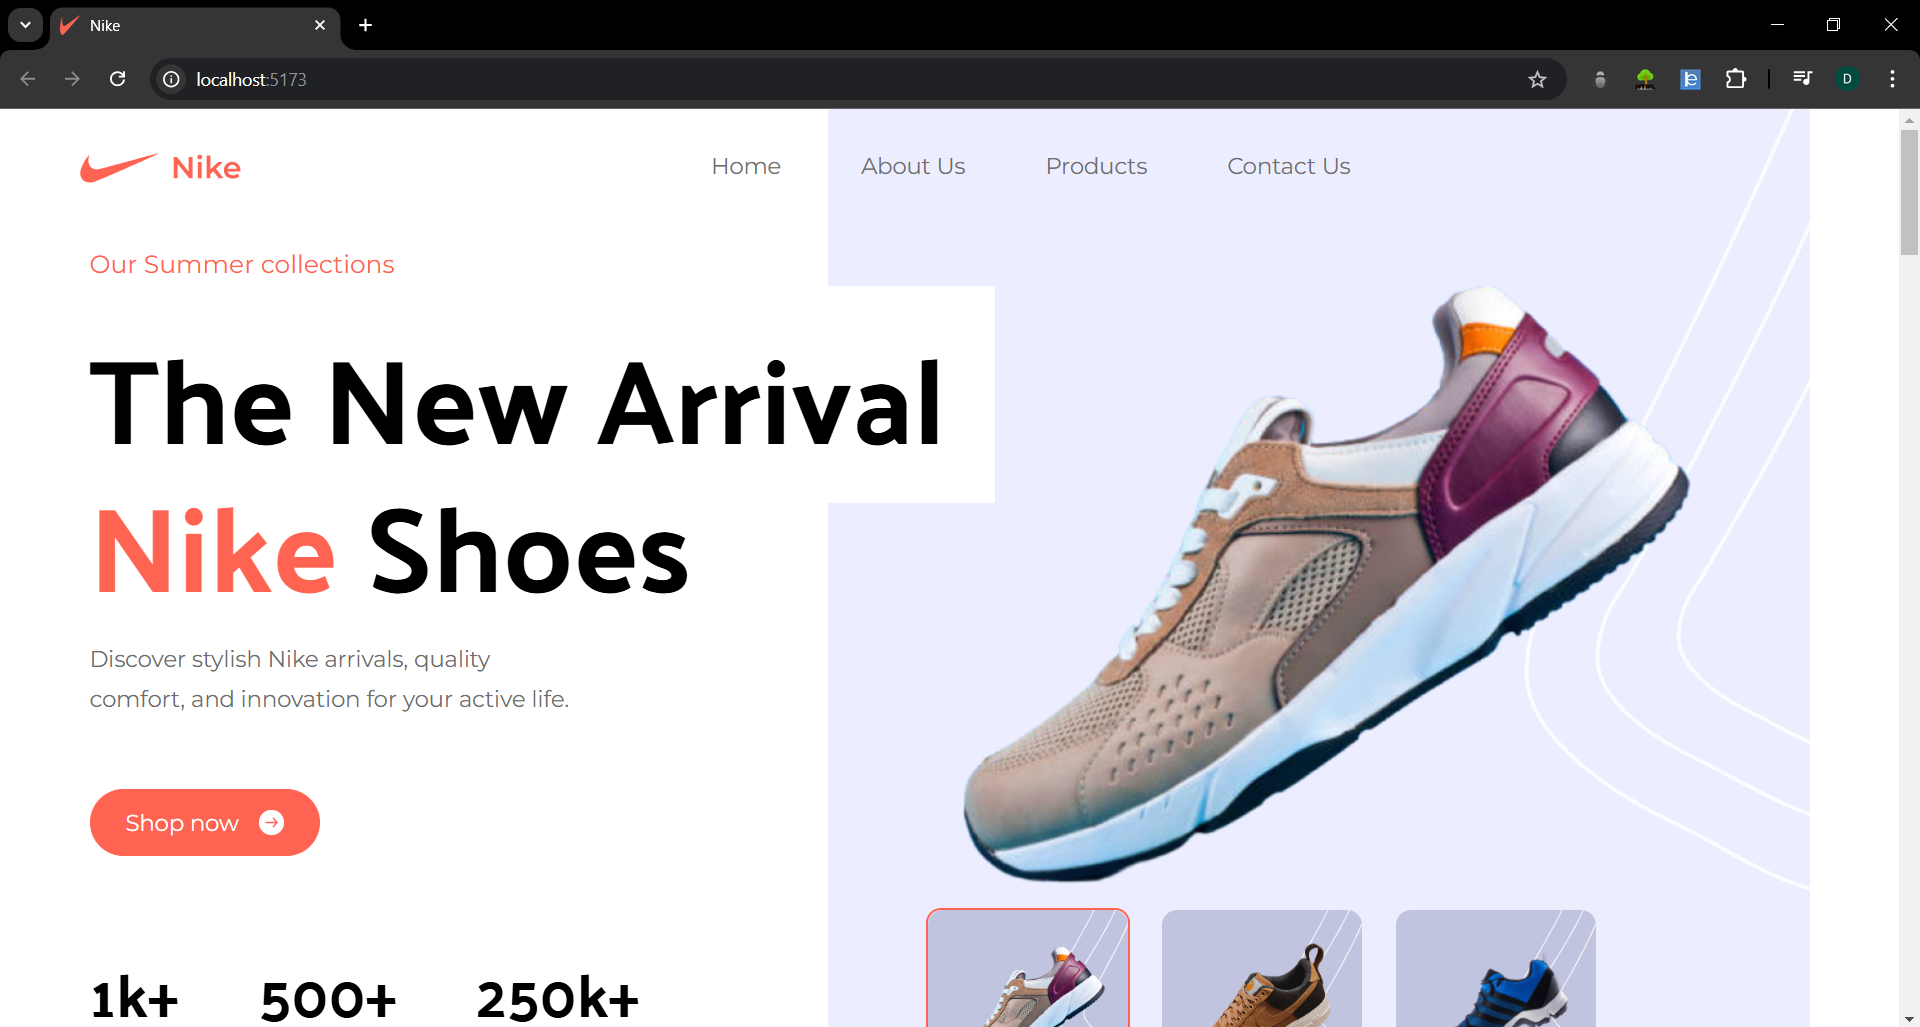 Nike
localhost:5173
D
Nike
Home
About Us
Products
Contact Us
Our Summer collections
The New Arrival
Nike Shoes
Discover stylish Nike arrivals, quality
comfort, and innovation for your active life.
Shop now
1k+
500+
250k+